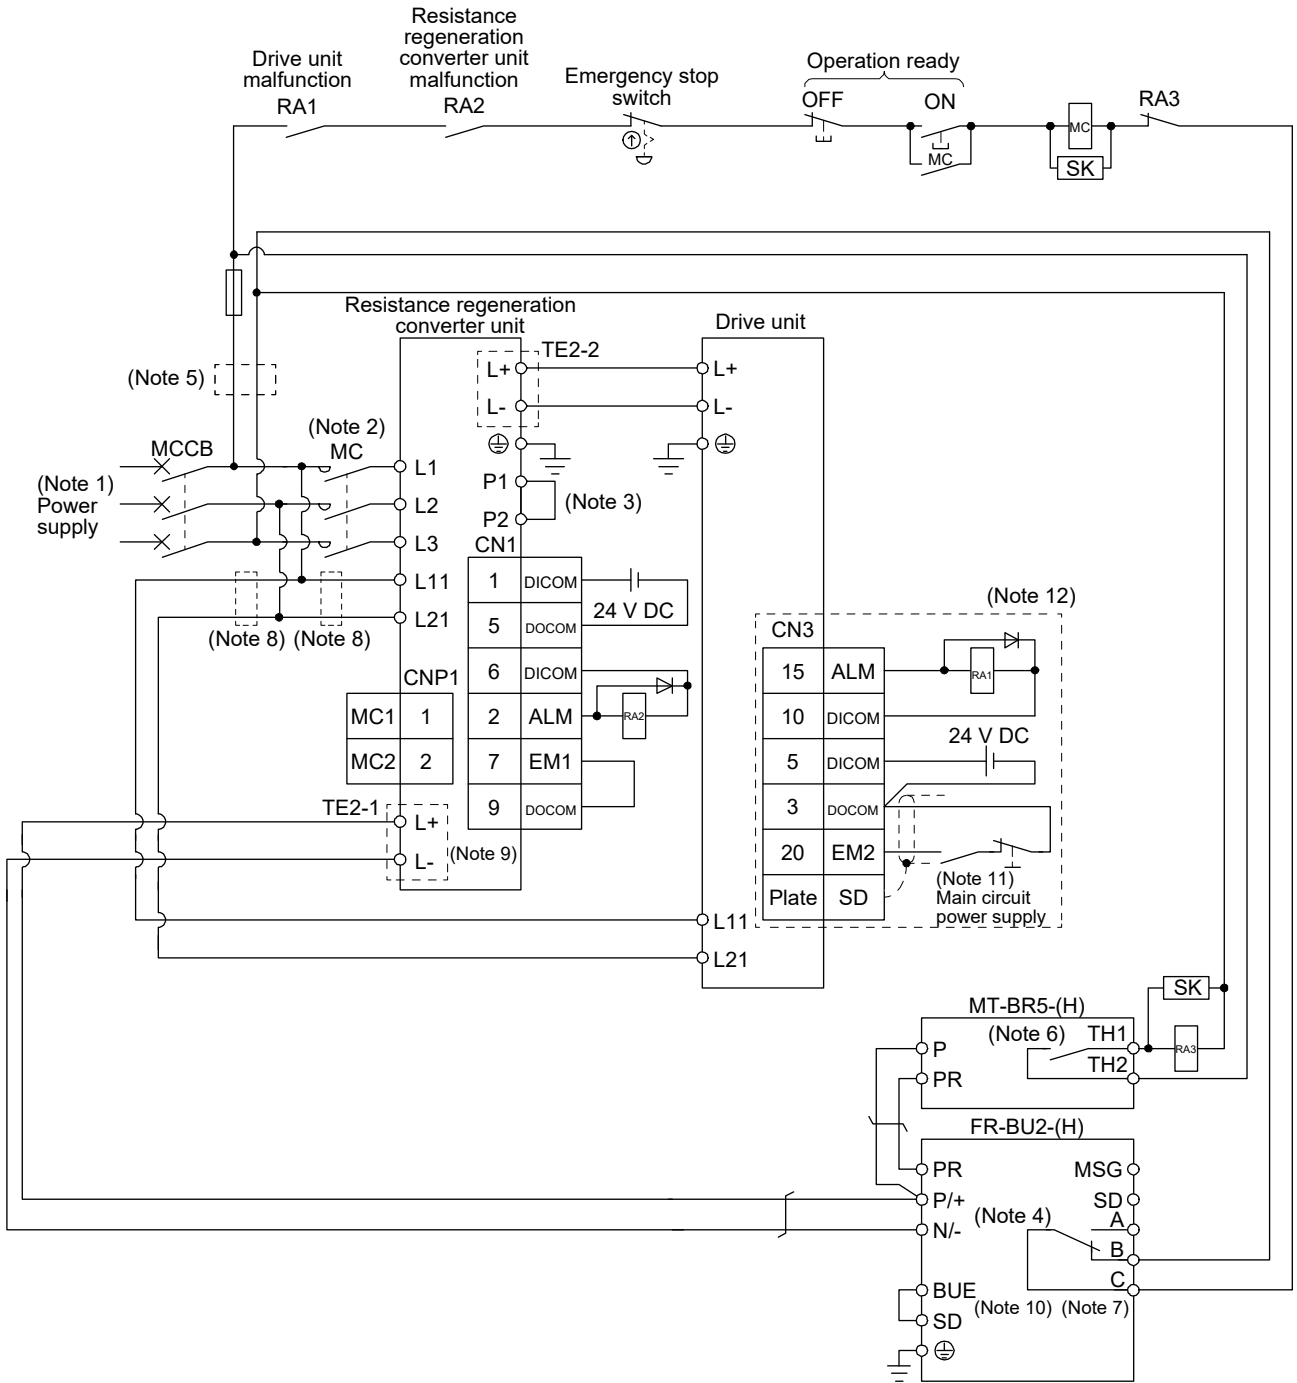 Resistance
regeneration
converter unit
malfunction
RA2
Drive unit
malfunction
RA1
Emergency stop
switch
Operation ready
OFF
ON
MC
MC
SK
RA3
Resistance regeneration
converter unit
Drive unit
TE2-2
L+
L-
L+
L-
(Note 5)
(Note 2)
MC
MCCB
(Note 1)
Power
supply
L1
L2
L3
L11
L21
P1
P2
(Note 3)
CN1
1 DICOM
5 DOCOM
6 DICOM
2 ALM
7 EM1
9 DOCOM
24 V DC
RA2
(Note 8) (Note 8)
CNP1
MC1 1
MC2 2
TE2-1
L+
L-
(Note 9)
(Note 12)
CN3
15 ALM
10 DICOM
5 DICOM
3 DOCOM
20 EM2
Plate SD
RA1
24 V DC
(Note 11)
Main circuit
power supply
L11
L21
SK
MT-BR5-(H)
(Note 6)
TH1
TH2
RA3
P
PR
FR-BU2-(H)
PR
P/+
N/-
MSG
SD
A
B
C
(Note 4)
BUE
SD
(Note 10) (Note 7)